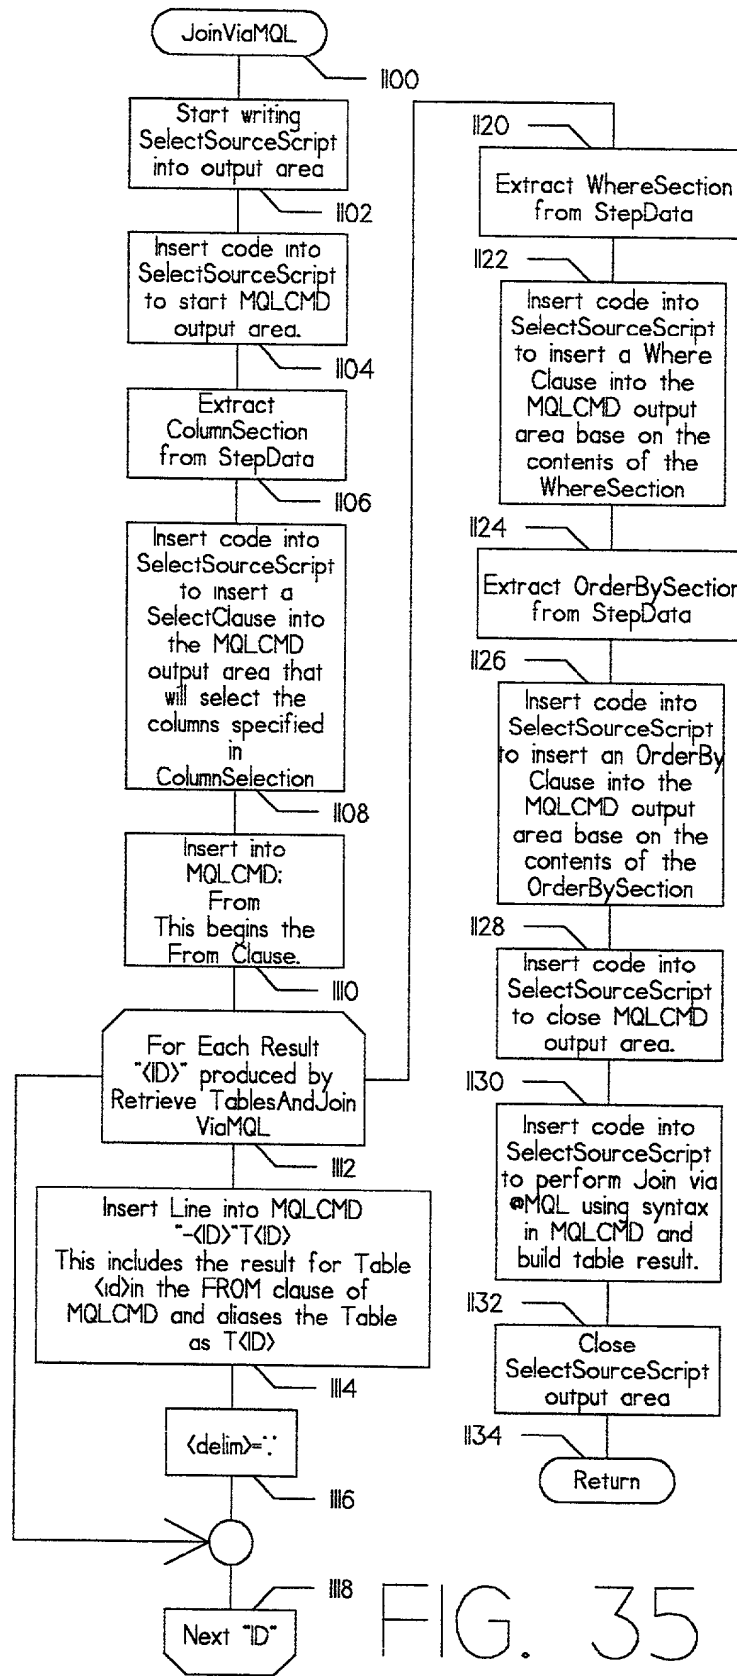 JoinViaMQL
1100
Start writing
SelectSourceScript
into output area
1102
Insert code into
SelectSourceScript
to start MQLCMD
output area.
1104
Extract
ColumnSection
from StepData
1106
Insert code into
SelectSourceScript
to insert a
SelectClause into
the MQLCMD
output area that
will select the
columns specified
in
ColumnSelection
1108
Insert into
MQLCMD:
From
This begins the
From Clause.
1110
For Each Result
"<ID>" produced by
Retrieve TablesAndJoin
ViaMQL
1112
Insert Line into MQLCMD
"-<ID>"T<ID>
This includes the result for Table
<id>in the FROM clause of
MQLCMD and aliases the Table
as T<ID>
1114
<delim>=","
1116
1118
Next "ID"
1120
Extract WhereSection
from StepData
1122
Insert code into
SelectSourceScript
to insert a Where
Clause into the
MQLCMD output
area base on the
contents of the
WhereSection
1124
Extract OrderBySection
from StepData
1126
Insert code into
SelectSourceScript
to insert an OrderBy
Clause into the
MQLCMD output
area base on the
contents of the
OrderBySection
1128
Insert code into
SelectSourceScript
to close MQLCMD
output area.
1130
Insert code into
SelectSourceScript
to perform Join via
@MQL using syntax
in MQLCMD and
build table result.
1132
Close
SelectSourceScript
output area
1134
Return
FIG. 35